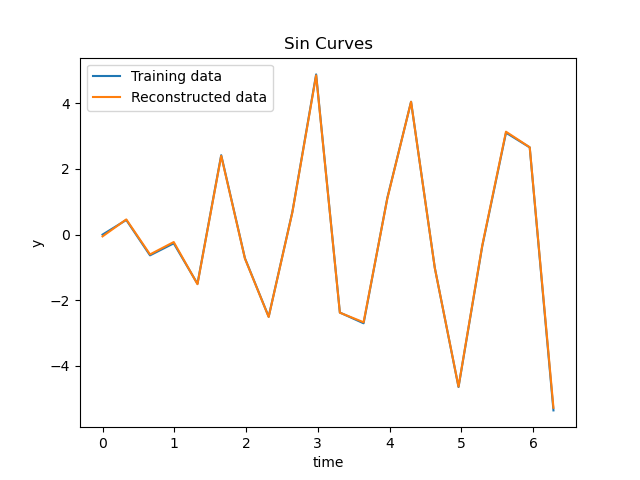 Sin Curves
Training data
Reconstructed data
4
2
0
−2
−4
y
0 1 2 3 4 5 6
time